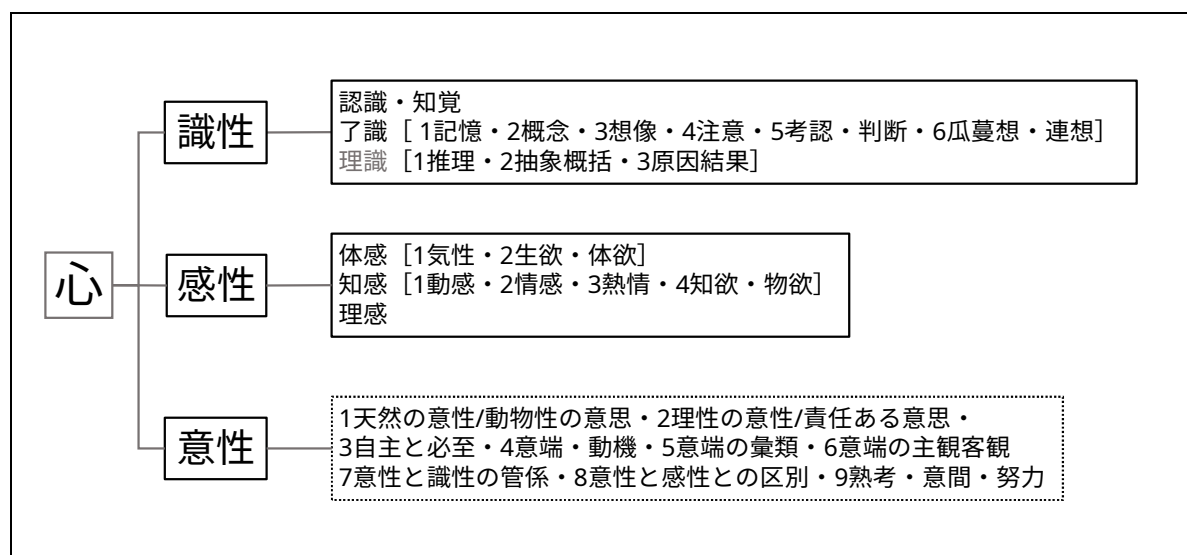 心
識性
認識・知覚
了識［ 1記憶・2概念・3想像・4注意・5考認・判断・6瓜蔓想・連想］
理識［1推理・2抽象概括・3原因結果］
感性
体感［1気性・2生欲・体欲］
知感［1動感・2情感・3熱情・4知欲・物欲］
理感
意性
1天然の意性/動物性の意思・2理性の意性/責任ある意思・
3自主と必至・4意端・動機・5意端の彙類・6意端の主観客観
7意性と識性の管係・8意性と感性との区別・9熟考・意間・努力